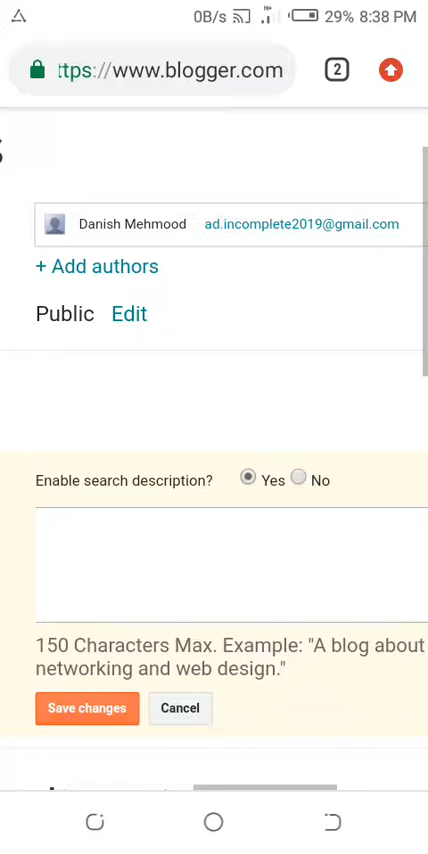 0B/s 29% 8:38 PM
ttps://www.blogger.com
2
Danish Mehmood ad.incomplete2019@gmail.com
+ Add authors
Public Edit
Enable search description? Yes No
150 Characters Max. Example: "A blog about
networking and web design."
Save changes Cancel